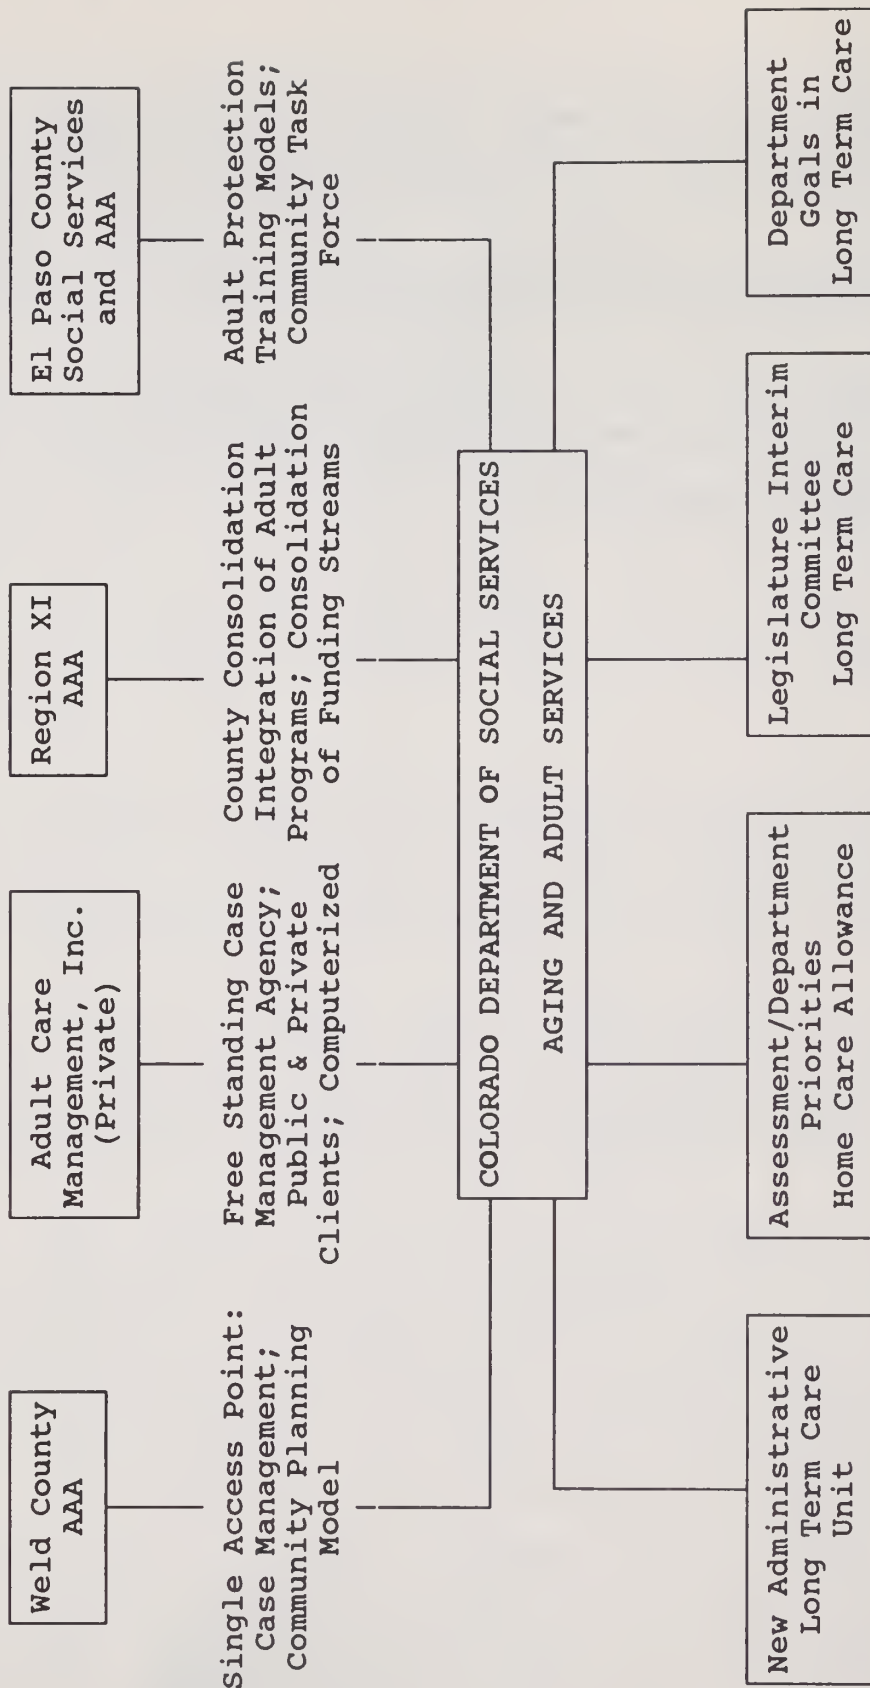 Weld County
AAA
Adult Care
Management, Inc.
(Private)
Region XI
AAA
El Paso County
Social Services
and AAA
Single Access Point:
Case Management;
Community Planning
Model
Free Standing Case
Management Agency;
Public & Private
Clients; Computerized
County Consolidation
Integration of Adult
Programs; Consolidation
of Funding Streams
Adult Protection
Training Models;
Community Task
Force
COLORADO DEPARTMENT OF SOCIAL SERVICES
AGING AND ADULT SERVICES
New Administrative
Long Term Care
Unit
Assessment/Department
Priorities
Home Care Allowance
Legislature Interim
Committee
Long Term Care
Department
Goals in
Long Term Care